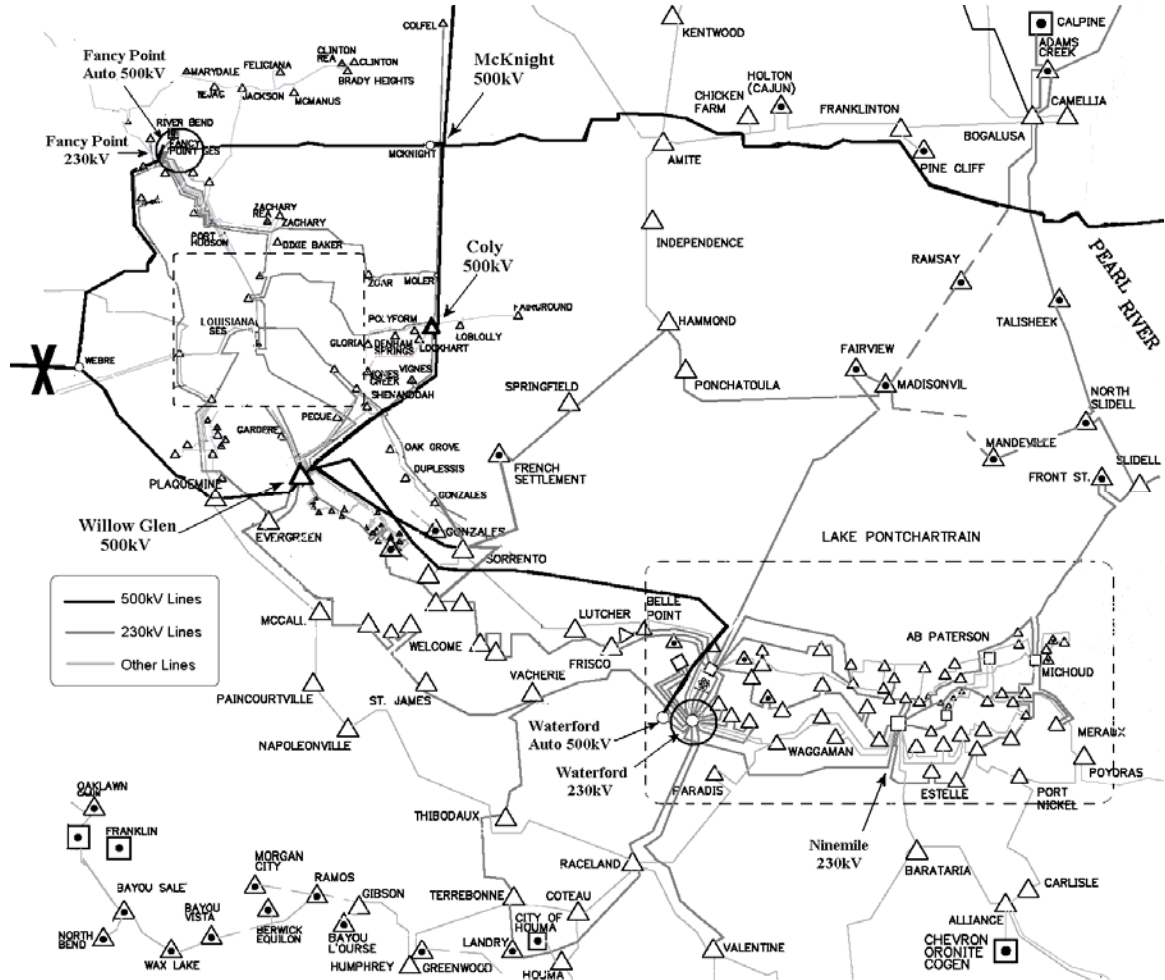 COLFEL
KENTWOOD
CALPINE
ADAMS
CREEK
Fancy Point
Auto 500kV
MARYDALE
FELICIANA
CLINTON
REA
CLINTON
BRADY HEIGHTS
JACKSON
MCMANUS
McKnight
500kV
CHICKEN
FARM
HOLTON
(CAJUN)
FRANKLINTON
CAMELLIA
BOGALUSA
RIVER BEND
FANCY
POINT GES
Fancy Point
230kV
MCKNIGHT
AMITE
PINE CLIFF
ZACHARY
REA
ZACHARY
PORT
HUDSON
DIXIE BAKER
INDEPENDENCE
Coly
500kV
RAMSAY
PEARL RIVER
ZOAR
MOLER
TALISHEEK
LOUISIANA
SES
POLYFORM
FAIRGROUND
GLORIA
DENHAM
SPRINGS
LOBLOLLY
LOCKHART
HAMMOND
WEBRE
X
JONES
CREEK
VIGNES
SHENANDOAH
FAIRVIEW
PONCHATOULA
MADISONVIL
SPRINGFIELD
NORTH
SLIDELL
PECUE
GARDERE
OAK GROVE
DUPLESSIS
FRENCH
SETTLEMENT
MANDEVILLE
SLIDELL
FRONT ST.
PLAQUEMINE
GONZALES
Willow Glen
500kV
EVERGREEN
GONZALES
SORRENTO
LAKE PONTCHARTRAIN
500kV Lines
230kV Lines
Other Lines
MCCALL
WELCOME
LUTCHER
BELLE
POINT
FRISCO
AB PATERSON
MICHOUD
PAINCOURTVILLE
ST. JAMES
VACHERIE
NAPOLEONVILLE
Waterford
Auto 500kV
WAGGAMAN
MERAUX
POYDRAS
Waterford
230kV
PARADIS
ESTELLE
PORT
NICKEL
OAKLAWN
FRANKLIN
THIBODAUX
Ninemile
230kV
MORGAN
CITY
RAMOS
GIBSON
RACELAND
BARATARIA
CARLISLE
BAYOU SALE
BAYOU
VISTA
TERREBONNE
COTEAU
CITY OF
HOUMA
ALLIANCE
NORTH
BEND
WAX LAKE
BERWICK
EQUILON
BAYOU
L'OURSE
HUMPHREY
GREENWOOD
LANDRY
HOUMA
VALENTINE
CHEVRON
ORONITE
COGEN